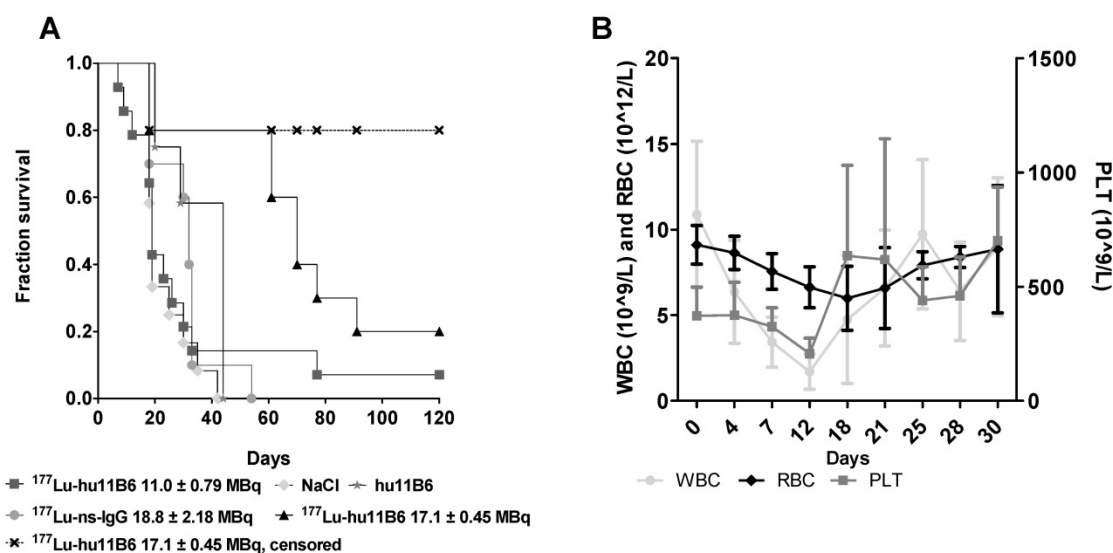 A
B
Fraction survival
1.0
0.8
0.6
0.4
0.2
0.0
0 20 40 60 80 100 120
Days
177Lu-hu11B6 11.0 ± 0.79 MBq NaCl hu11B6
177Lu-ns-IgG 18.8 ± 2.18 MBq 177Lu-hu11B6 17.1 ± 0.45 MBq
177Lu-hu11B6 17.1 ± 0.45 MBq, censored
WBC (10^9/L) and RBC (10^12/L)
20
15
10
5
0
1500
1000
500
0
PLT (10^9/L)
0 4 7 12 18 21 25 28 30
Days
WBC RBC PLT